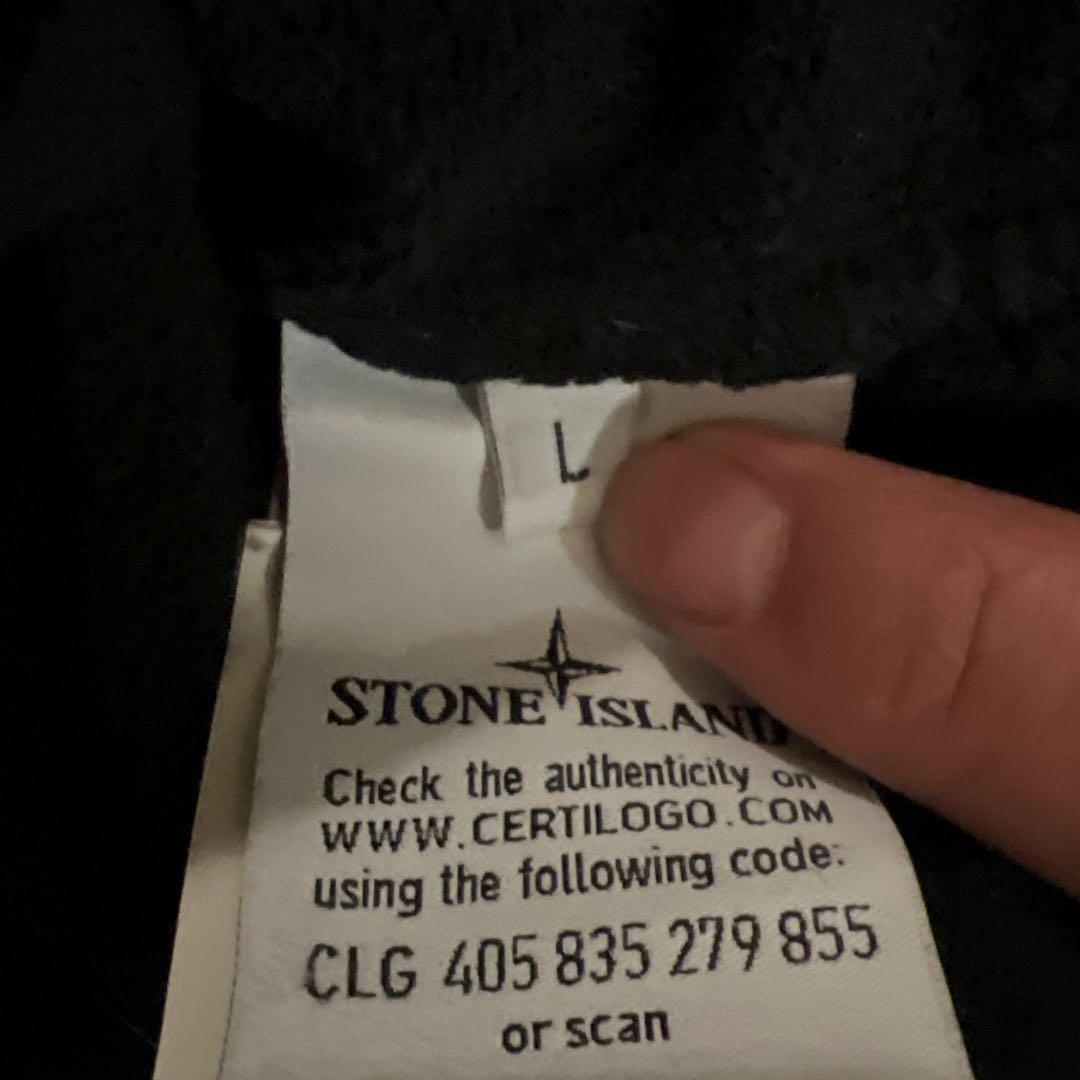 L
STONE ISLAND
Check the authenticity on
WWW.CERTILOGO.COM
using the following code:
CLG 405 835 279 855
or scan